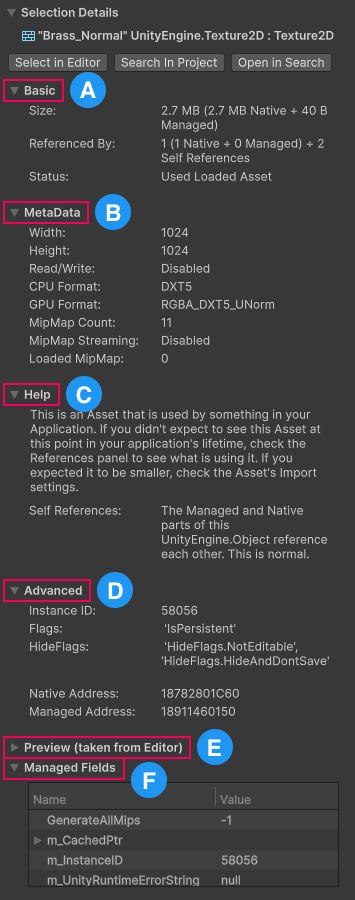 Selection Details
"Brass_Normal" UnityEngine.Texture2D : Texture2D
Select in Editor Search In Project Open in Search
Basic A
Size: 2.7 MB (2.7 MB Native + 40 B
Managed)
Referenced By: 1 (1 Native + 0 Managed) + 2
Self References
Status: Used Loaded Asset
MetaData B
Width: 1024
Height: 1024
Read/Write: Disabled
CPU Format: DXT5
GPU Format: RGBA_DXT5_UNorm
MipMap Count: 11
MipMap Streaming: Disabled
Loaded MipMap: 0
Help C
This is an Asset that is used by something in your
Application. If you didn't expect to see this Asset at
this point in your application's lifetime, check the
References panel to see what is using it. If you
expected it to be smaller, check the Asset's Import
settings.
Self References: The Managed and Native
parts of this
UnityEngine.Object reference
each other. This is normal.
Advanced D
Instance ID: 58056
Flags: 'IsPersistent'
HideFlags: 'HideFlags.NotEditable',
'HideFlags.HideAndDontSave'
Native Address: 18782801C60
Managed Address: 18911460150
Preview (taken from Editor) E
Managed Fields F
Name Value
GenerateAllMips -1
m_CachedPtr
m_InstanceID 58056
m_UnityRuntimeErrorString null